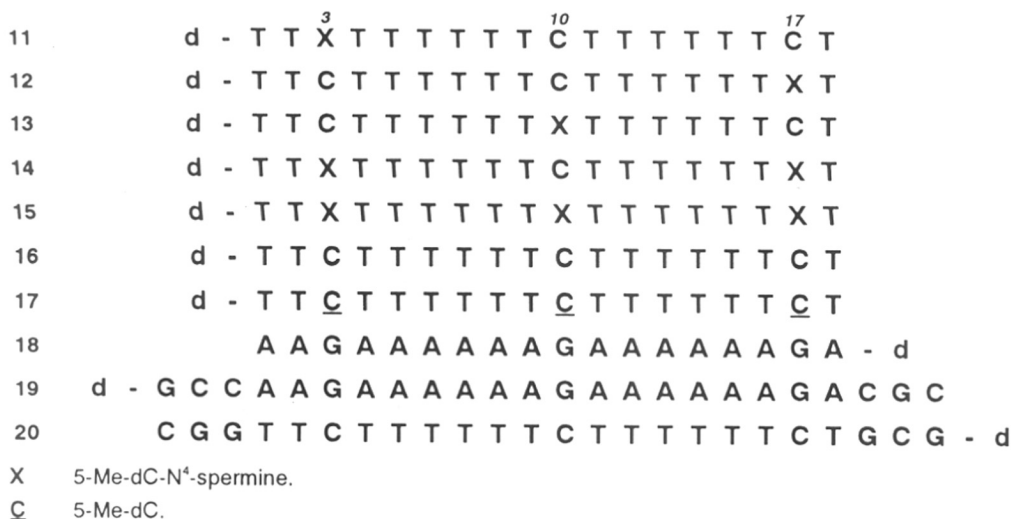 3 10 17
11 d - T T X T T T T T T C T T T T T T C T
12 d - T T C T T T T T T C T T T T T T X T
13 d - T T C T T T T T T X T T T T T T C T
14 d - T T X T T T T T T C T T T T T T X T
15 d - T T X T T T T T T X T T T T T T X T
16 d - T T C T T T T T T C T T T T T T C T
17 d - T T C T T T T T T C T T T T T T C T
18 A A G A A A A A A G A A A A A A G A - d
19 d - G C C A A G A A A A A A G A A A A A A G A C G C
20 C G G T T C T T T T T T C T T T T T T C T G C G - d
X 5-Me-dC-N⁴-spermine.
C 5-Me-dC.